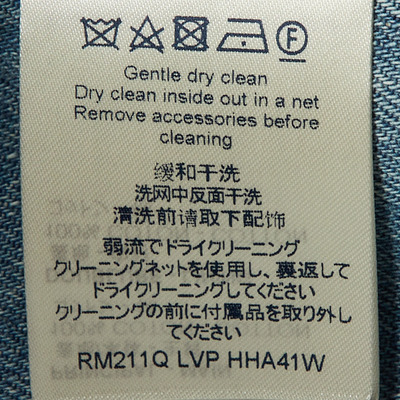 F
Gentle dry clean
Dry clean inside out in a net
Remove accessories before
cleaning
缓和干洗
洗网中反面干洗
清洗前请取下配饰
弱流でドライクリーニング
クリーニングネットを使用し、裏返して
ドライクリーニングしてください
クリーニングの前に付属品を取り外し
てください
RM211Q LVP HHA41W